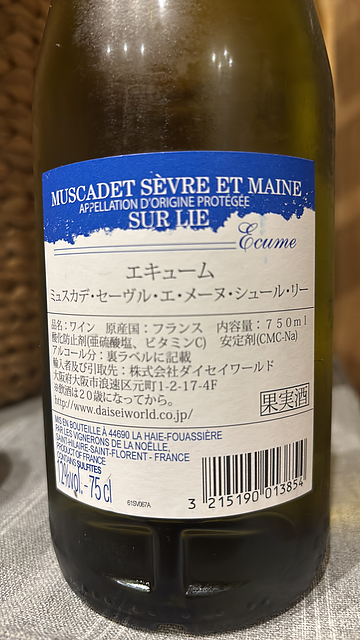 MUSCADET SÈVRE ET MAINE
APPELLATION D'ORIGINE PROTÉGÉE
SUR LIE
Ecume
エキューム
ミュスカデ・セーヴル・エ・メーヌ・シュール・リー
品名：ワイン 原産国：フランス 内容量：750ml
酸化防止剤(亜硫酸塩、ビタミンC) 安定剤(CMC-Na)
アルコール分：裏ラベルに記載
輸入者及び引取先：株式会社ダイセイワールド
大阪府大阪市浪速区元町1-2-17-4F
※飲酒は20歳になってから。
http://www.daiseiworld.co.jp/
果実酒
MIS EN BOUTEILLE À 44690 LA HAIE-FOUASSIÈRE
PAR LES VIGNERONS DE LA NOËLLE,
SAINT-HILAIRE-SAINT-FLORENT - FRANCE
PRODUCT OF FRANCE
CONTAINS SULFITES
12%vol. - 75 cl
61SV067A
3 215190 013854